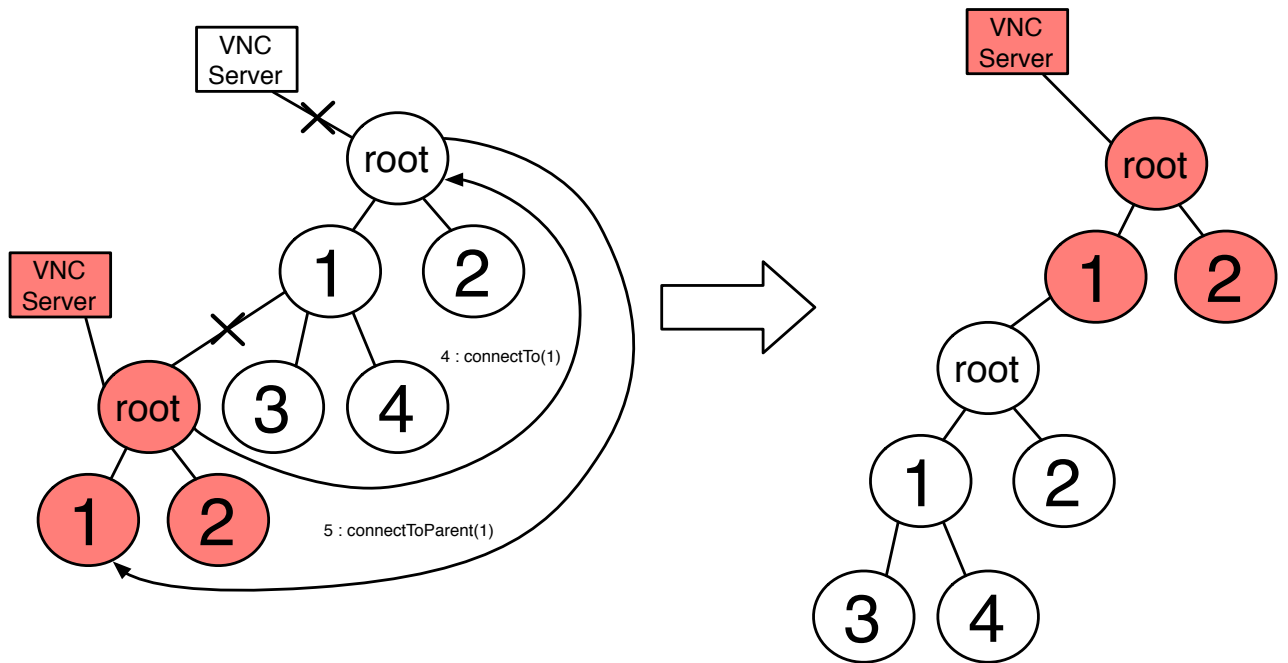 VNC
Server
root
1
2
VNC
Server
root
3
4
4 : connectTo(1)
1
2
5 : connectToParent(1)
VNC
Server
root
1
2
root
1
2
3
4